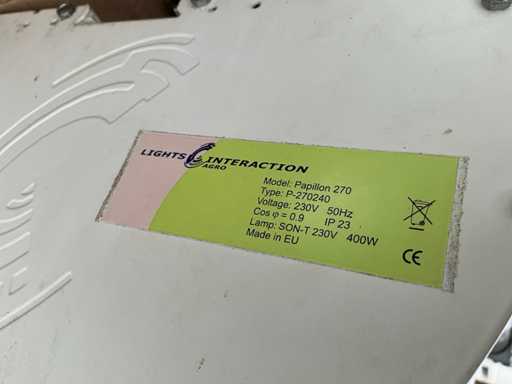 LIGHTS INTERACTION
AGRO
Model: Papillon 270
Type: P-270240
Voltage: 230V 50Hz
Cos φ = 0.9 IP 23
Lamp: SON-T 230V 400W
Made in EU
CE